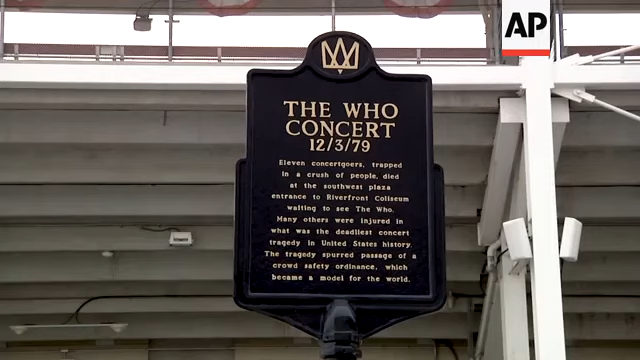 AP
THE WHO
CONCERT
12/3/79
Eleven concertgoers, trapped
in a crush of people, died
at the southwest plaza
entrance to Riverfront Coliseum
waiting to see The Who.
Many others were injured in
what was the deadliest concert
tragedy in United States history.
The tragedy spurred passage of a
crowd safety ordinance, which
became a model for the world.